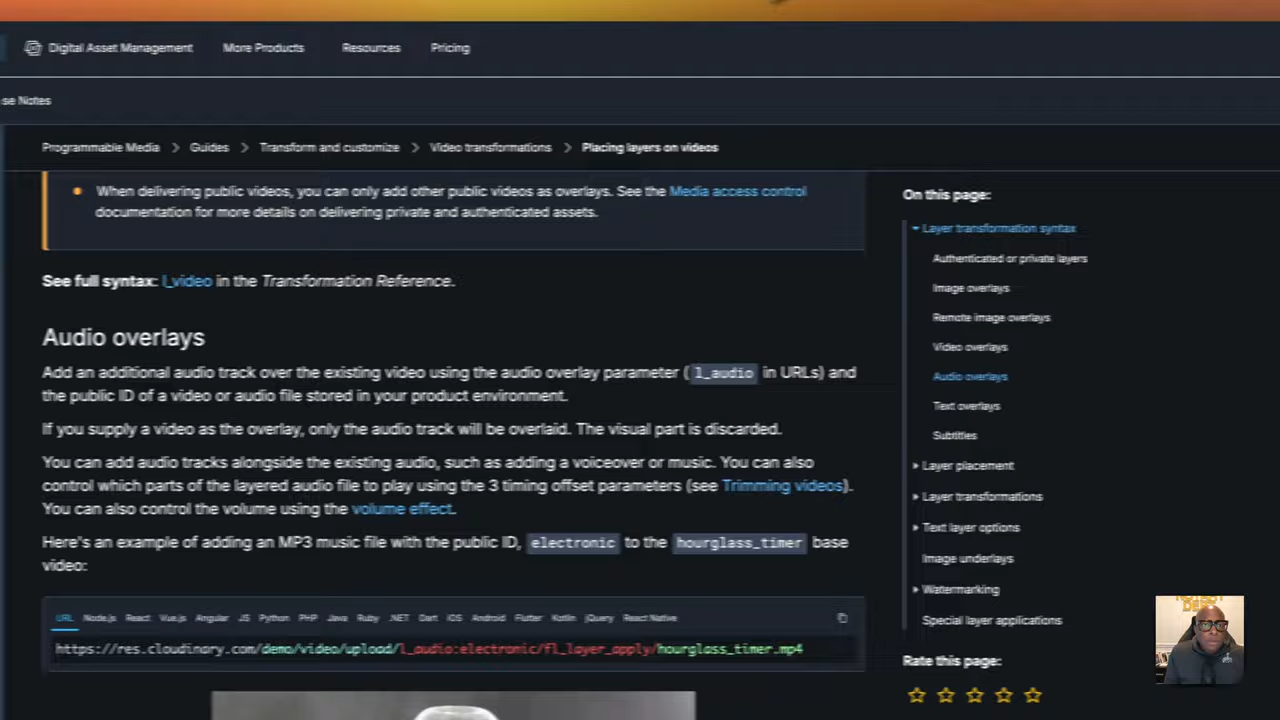 Digital Asset Management More Products Resources Pricing
se Notes
Programmable Media > Guides > Transform and customize > Video transformations > Placing layers on videos
When delivering public videos, you can only add other public videos as overlays. See the Media access control
documentation for more details on delivering private and authenticated assets.
See full syntax: l_video in the Transformation Reference.
Audio overlays
Add an additional audio track over the existing video using the audio overlay parameter ( l_audio in URLs) and
the public ID of a video or audio file stored in your product environment.
If you supply a video as the overlay, only the audio track will be overlaid. The visual part is discarded.
You can add audio tracks alongside the existing audio, such as adding a voiceover or music. You can also
control which parts of the layered audio file to play using the 3 timing offset parameters (see Trimming videos).
You can also control the volume using the volume effect.
Here's an example of adding an MP3 music file with the public ID, electronic to the hourglass_timer base
video:
URL Node.js React Vue.js Angular JS Python PHP Java Ruby .NET Dart iOS Android Flutter Kotlin jQuery React Native
https://res.cloudinary.com/demo/video/upload/l_audio:electronic/fl_layer_apply/hourglass_timer.mp4
On this page:
Layer transformation syntax
Authenticated or private layers
Image overlays
Remote image overlays
Video overlays
Audio overlays
Text overlays
Subtitles
Layer placement
Layer transformations
Text layer options
Image underlays
Watermarking
Special layer applications
Rate this page: